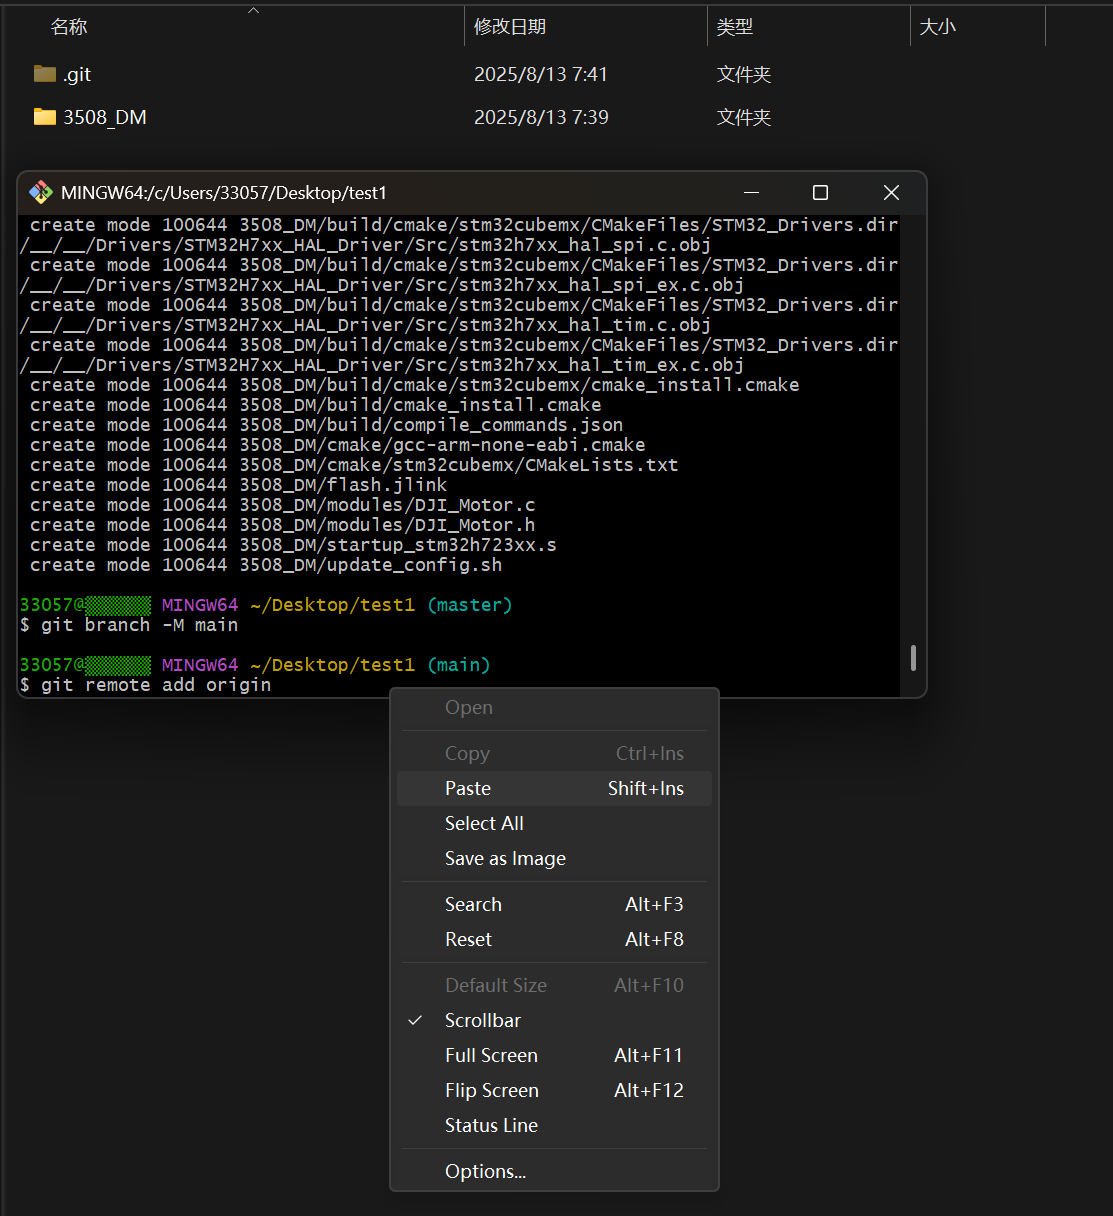 名称 修改日期 类型 大小
.git 2025/8/13 7:41 文件夹
3508_DM 2025/8/13 7:39 文件夹
MINGW64:/c/Users/33057/Desktop/test1
create mode 100644 3508_DM/build/cmake/stm32cubemx/CMakeFiles/STM32_Drivers.dir
/__/__/Drivers/STM32H7xx_HAL_Driver/Src/stm32h7xx_hal_spi.c.obj
create mode 100644 3508_DM/build/cmake/stm32cubemx/CMakeFiles/STM32_Drivers.dir
/__/__/Drivers/STM32H7xx_HAL_Driver/Src/stm32h7xx_hal_spi_ex.c.obj
create mode 100644 3508_DM/build/cmake/stm32cubemx/CMakeFiles/STM32_Drivers.dir
/__/__/Drivers/STM32H7xx_HAL_Driver/Src/stm32h7xx_hal_tim.c.obj
create mode 100644 3508_DM/build/cmake/stm32cubemx/CMakeFiles/STM32_Drivers.dir
/__/__/Drivers/STM32H7xx_HAL_Driver/Src/stm32h7xx_hal_tim_ex.c.obj
create mode 100644 3508_DM/build/cmake/stm32cubemx/cmake_install.cmake
create mode 100644 3508_DM/build/cmake_install.cmake
create mode 100644 3508_DM/build/compile_commands.json
create mode 100644 3508_DM/cmake/gcc-arm-none-eabi.cmake
create mode 100644 3508_DM/cmake/stm32cubemx/CMakeLists.txt
create mode 100644 3508_DM/flash.jlink
create mode 100644 3508_DM/modules/DJI_Motor.c
create mode 100644 3508_DM/modules/DJI_Motor.h
create mode 100644 3508_DM/startup_stm32h723xx.s
create mode 100644 3508_DM/update_config.sh
33057@▒▒▒▒▒▒ MINGW64 ~/Desktop/test1 (master)
$ git branch -M main
33057@▒▒▒▒▒▒ MINGW64 ~/Desktop/test1 (main)
$ git remote add origin
Open
Copy Ctrl+Ins
Paste Shift+Ins
Select All
Save as Image
Search Alt+F3
Reset Alt+F8
Default Size Alt+F10
Scrollbar
Full Screen Alt+F11
Flip Screen Alt+F12
Status Line
Options...